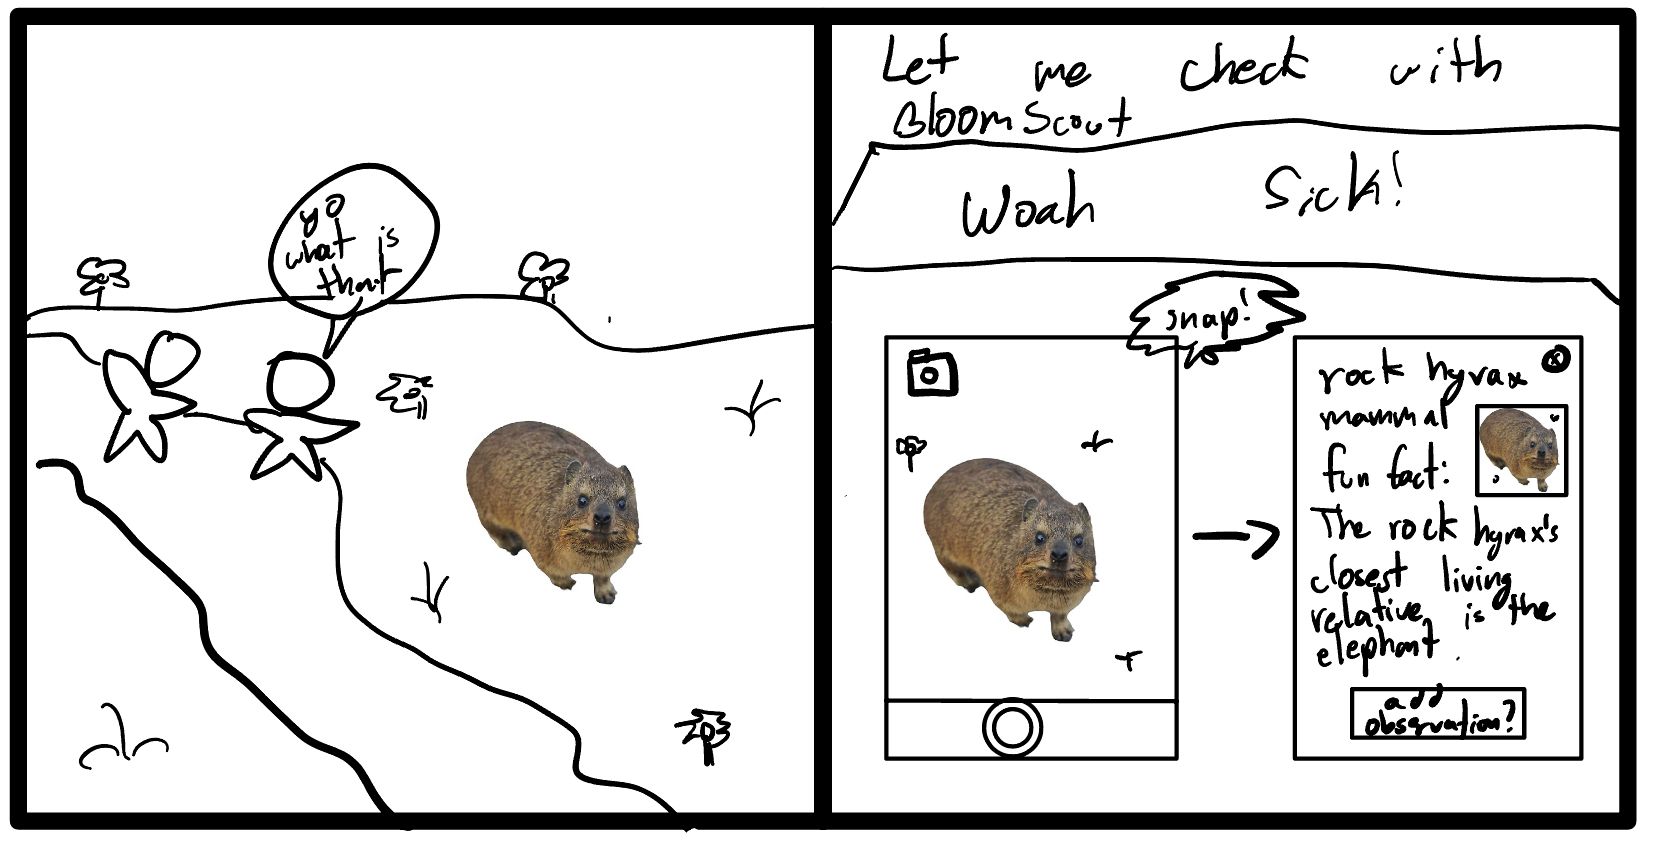 yo
what is
that
Let me check with
BloomScout
Woah Sick!
snap!
rock hyrax
mammal
fun fact:
The rock hyrax's
closest living
relative is the
elephant.
add
observation?